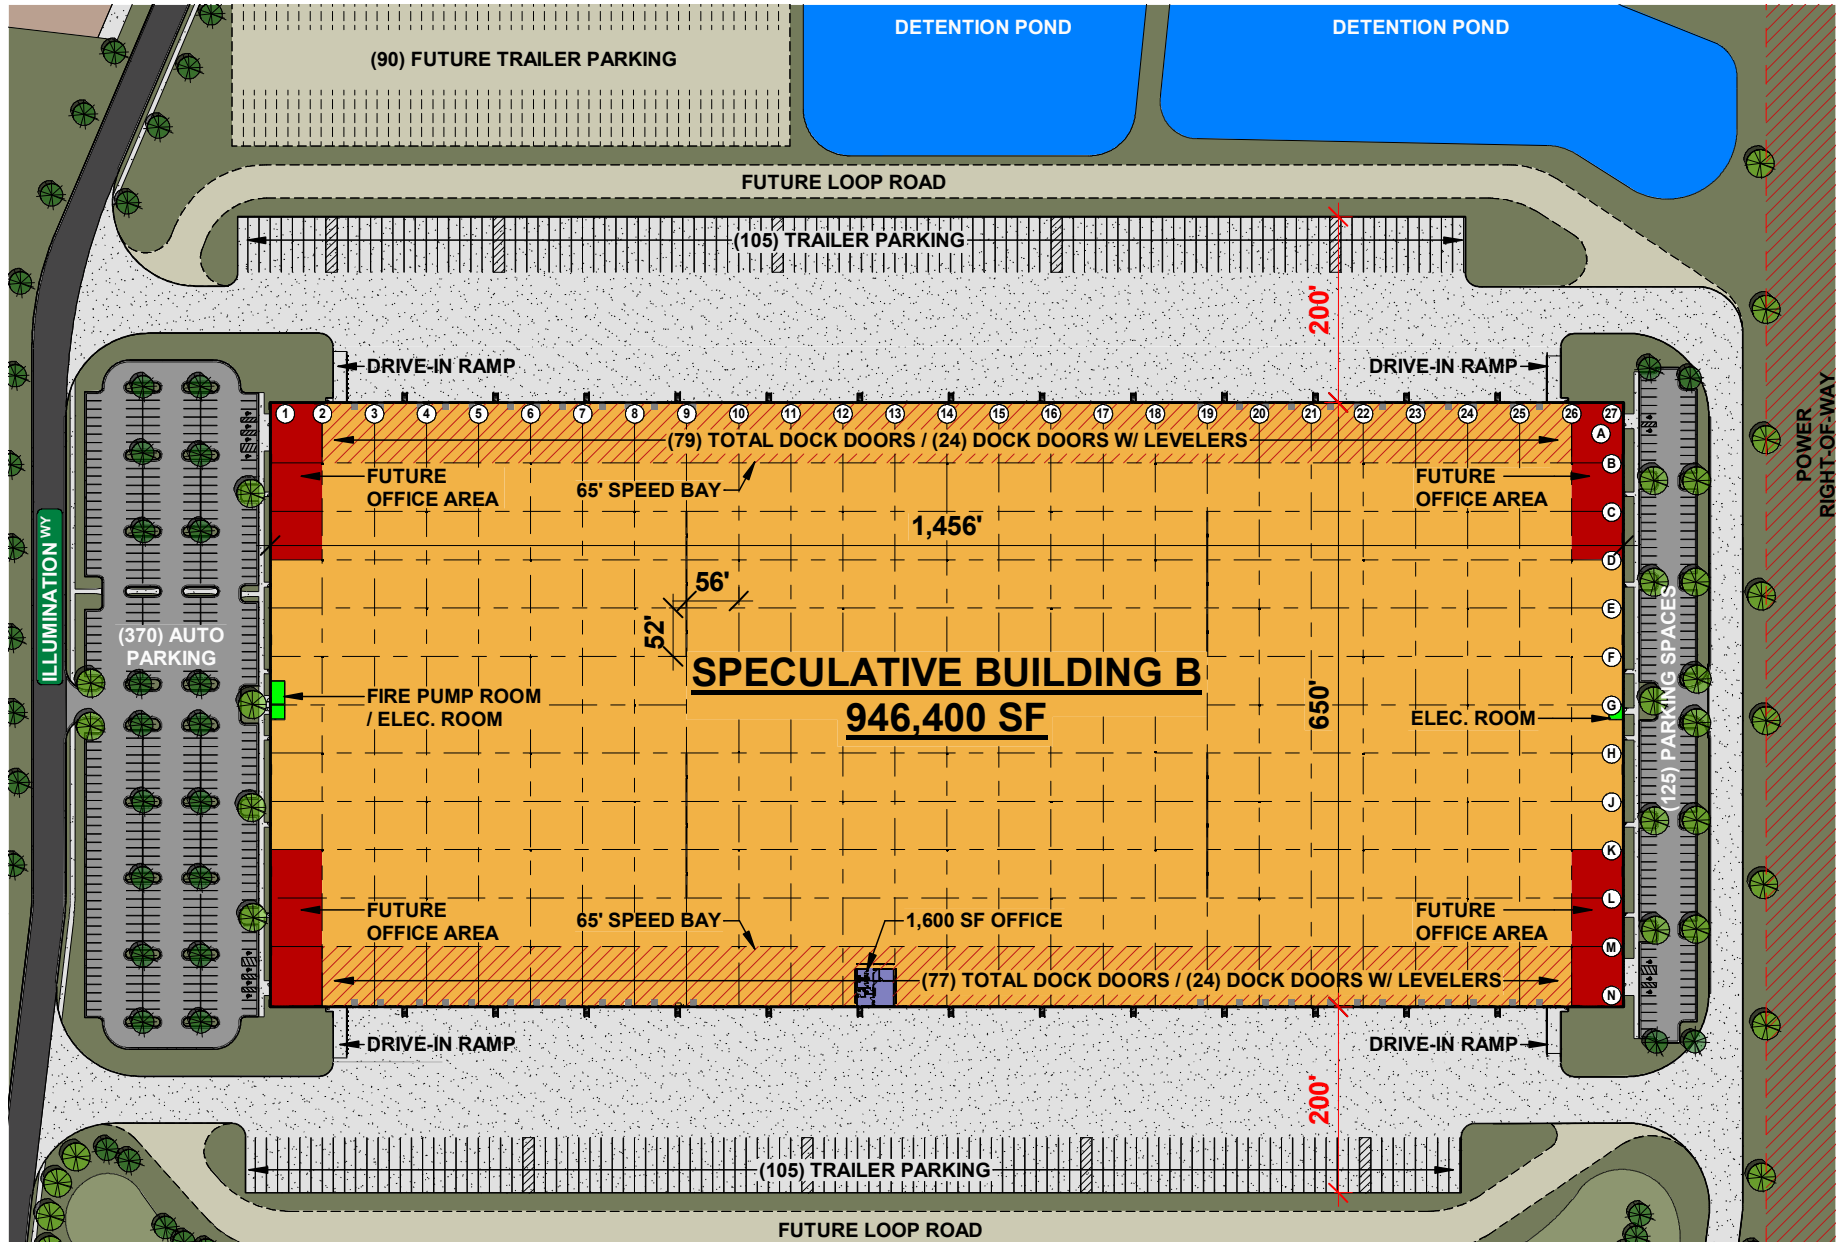 DETENTION POND
DETENTION POND
(90) FUTURE TRAILER PARKING
FUTURE LOOP ROAD
(105) TRAILER PARKING
200'
DRIVE-IN RAMP
DRIVE-IN RAMP
1 2 3 4 5 6 7 8 9 10 11 12 13 14 15 16 17 18 19 20 21 22 23 24 25 26 27
A
(79) TOTAL DOCK DOORS / (24) DOCK DOORS W/ LEVELERS
B
FUTURE
OFFICE AREA
65' SPEED BAY
FUTURE
OFFICE AREA
POWER
RIGHT-OF-WAY
C
1,456'
D
ILLUMINATION WY
56'
E
52'
(370) AUTO
PARKING
F
(125) PARKING SPACES
SPECULATIVE BUILDING B
946,400 SF
FIRE PUMP ROOM
/ ELEC. ROOM
650'
G
ELEC. ROOM
H
J
K
L
FUTURE
OFFICE AREA
65' SPEED BAY
1,600 SF OFFICE
FUTURE
OFFICE AREA
M
(77) TOTAL DOCK DOORS / (24) DOCK DOORS W/ LEVELERS
N
DRIVE-IN RAMP
DRIVE-IN RAMP
200'
(105) TRAILER PARKING
FUTURE LOOP ROAD